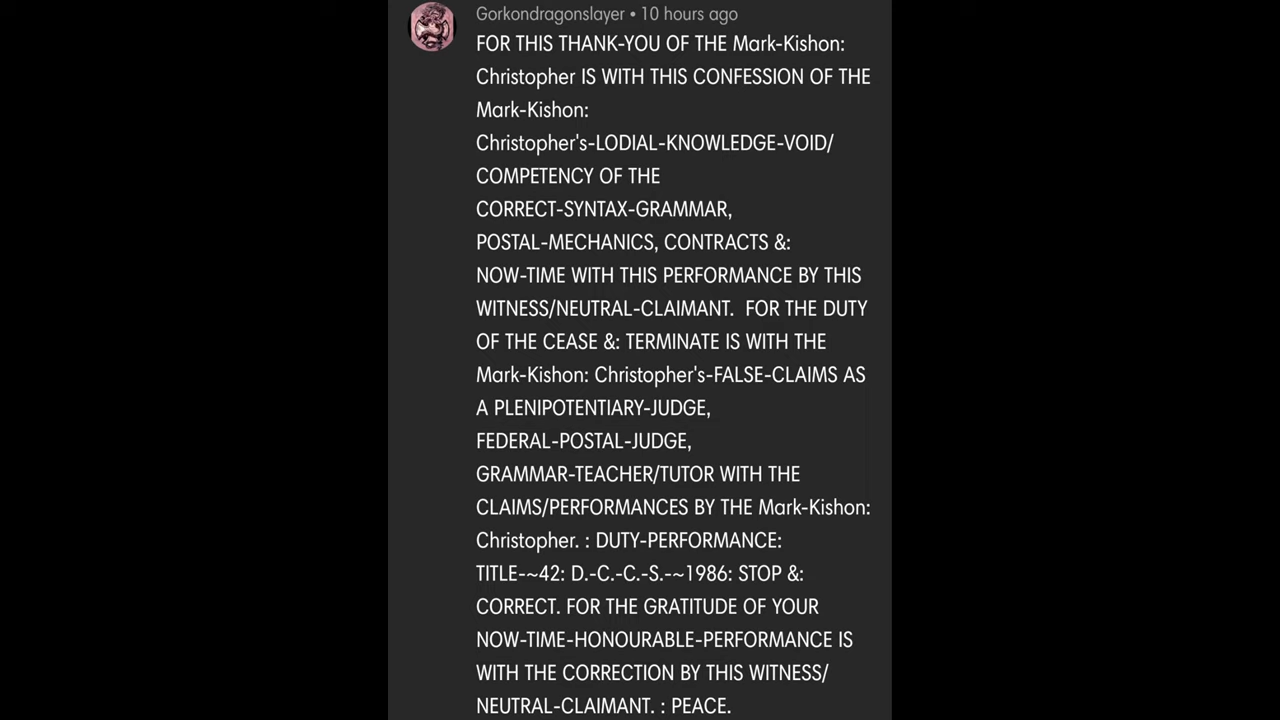 Gorkondragonslayer • 10 hours ago
FOR THIS THANK-YOU OF THE Mark-Kishon:
Christopher IS WITH THIS CONFESSION OF THE
Mark-Kishon:
Christopher's-LODIAL-KNOWLEDGE-VOID/
COMPETENCY OF THE
CORRECT-SYNTAX-GRAMMAR,
POSTAL-MECHANICS, CONTRACTS &:
NOW-TIME WITH THIS PERFORMANCE BY THIS
WITNESS/NEUTRAL-CLAIMANT.  FOR THE DUTY
OF THE CEASE &: TERMINATE IS WITH THE
Mark-Kishon: Christopher's-FALSE-CLAIMS AS
A PLENIPOTENTIARY-JUDGE,
FEDERAL-POSTAL-JUDGE,
GRAMMAR-TEACHER/TUTOR WITH THE
CLAIMS/PERFORMANCES BY THE Mark-Kishon:
Christopher. : DUTY-PERFORMANCE:
TITLE-~42: D.-C.-C.-S.-~1986: STOP &:
CORRECT. FOR THE GRATITUDE OF YOUR
NOW-TIME-HONOURABLE-PERFORMANCE IS
WITH THE CORRECTION BY THIS WITNESS/
NEUTRAL-CLAIMANT. : PEACE.